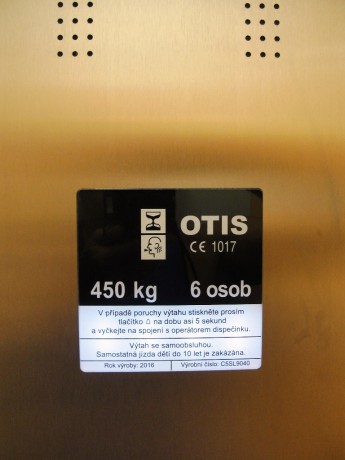 OTIS
CE 1017
450 kg 6 osob
V případě poruchy výtahu stiskněte prosím
tlačítko 🔔 na dobu asi 5 sekund
a vyčkejte na spojení s operátorem dispečinku.
Výtah se samoobsluhou.
Samostatná jízda dětí do 10 let je zakázána.
Rok výroby: 2016 Výrobní číslo: C5SL9040